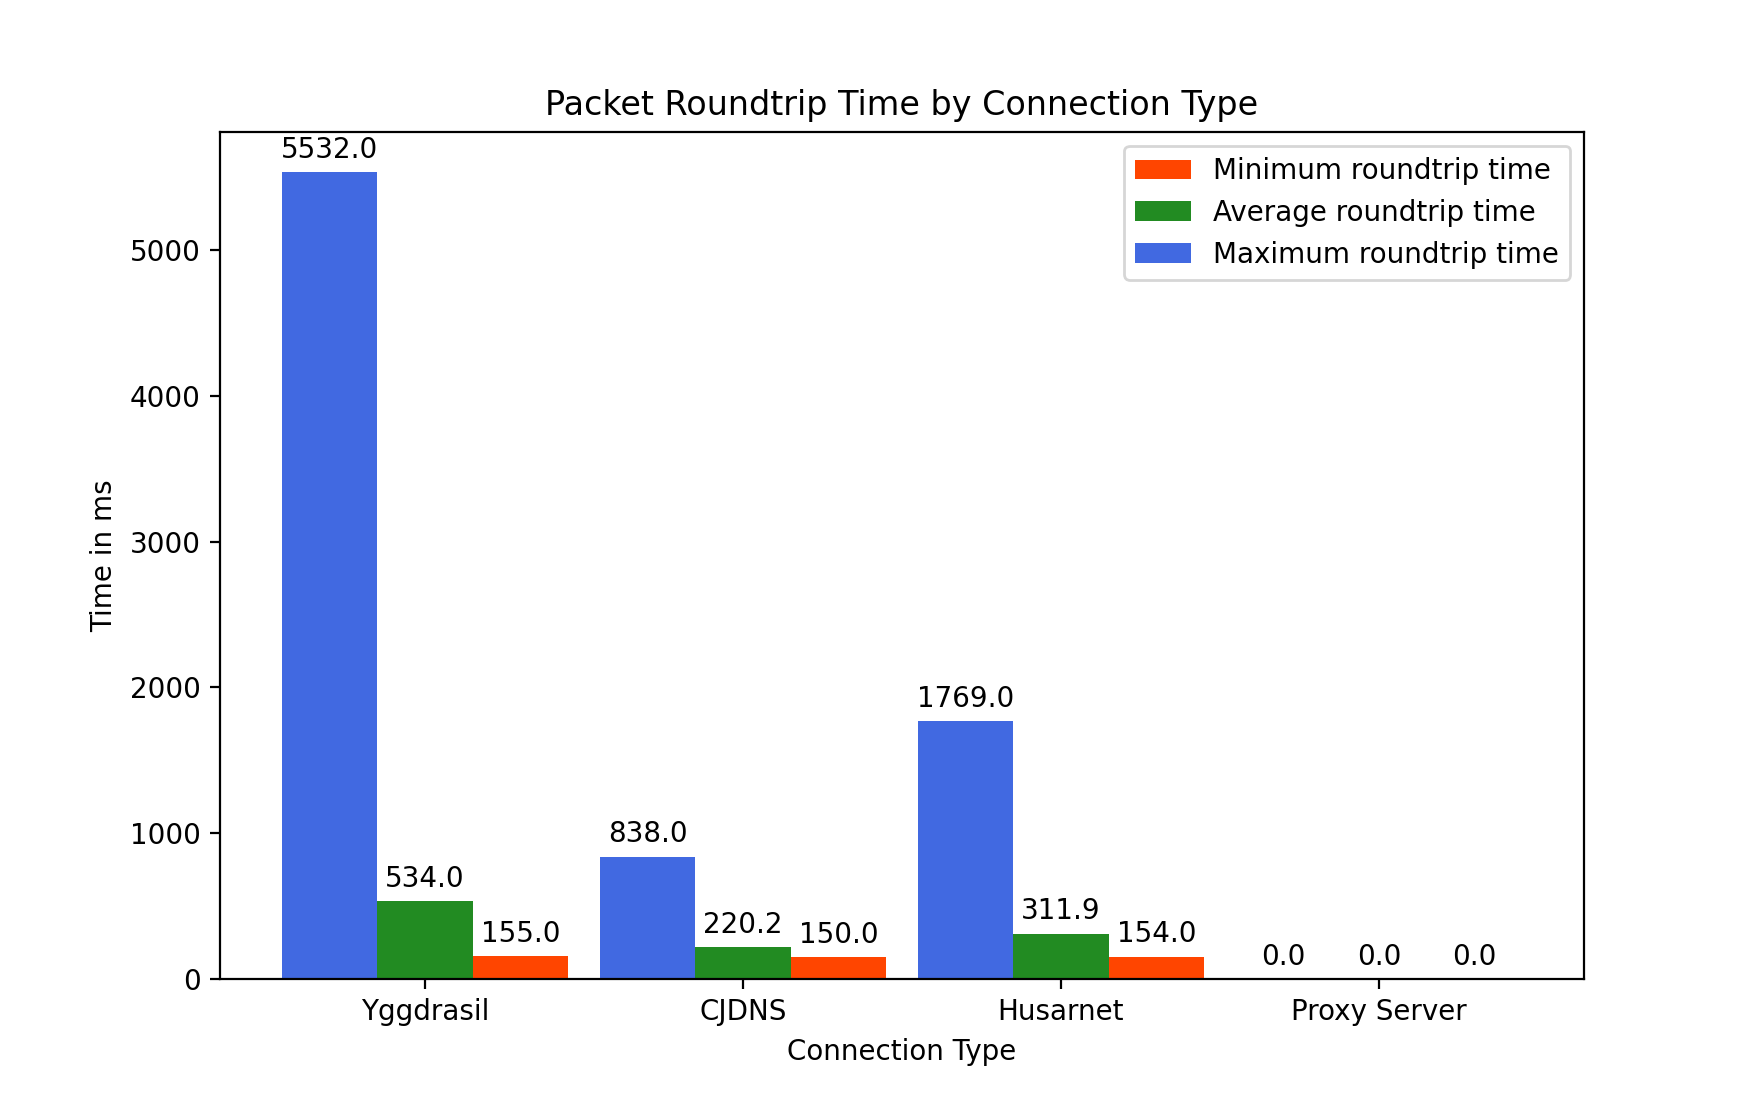 Packet Roundtrip Time by Connection Type
Minimum roundtrip time
Average roundtrip time
Maximum roundtrip time
Time in ms
5000
4000
3000
2000
1000
0
5532.0
534.0
155.0
838.0
220.2
150.0
1769.0
311.9
154.0
0.0
0.0
0.0
Yggdrasil
CJDNS
Husarnet
Proxy Server
Connection Type